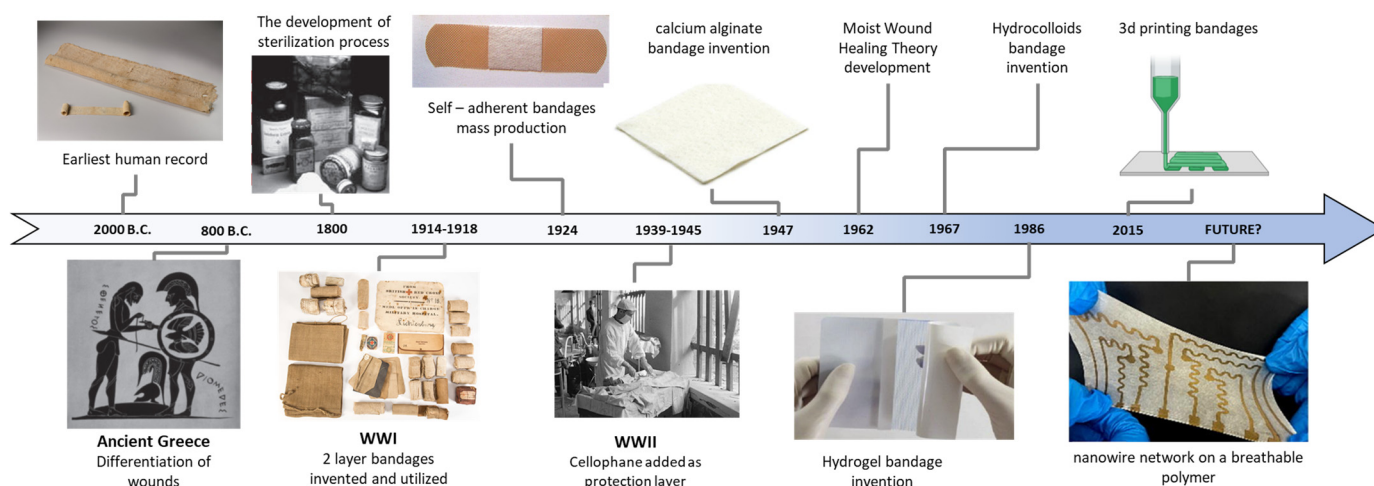 The development of
sterilization process
calcium alginate
bandage invention
Moist Wound
Healing Theory
development
Hydrocolloids
bandage
invention
3d printing bandages
Earliest human record
Self – adherent bandages
mass production
2000 B.C.
800 B.C.
1800
1914-1918
1924
1939-1945
1947
1962
1967
1986
2015
FUTURE?
Ancient Greece
Differentiation of
wounds
WWI
2 layer bandages
invented and utilized
WWII
Cellophane added as
protection layer
Hydrogel bandage
invention
nanowire network on a breathable
polymer